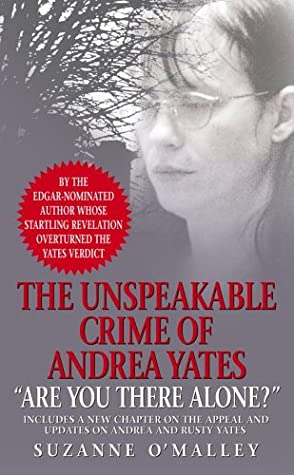 BY THE
EDGAR-NOMINATED
AUTHOR WHOSE
STARTLING REVELATION
OVERTURNED THE
YATES VERDICT
THE UNSPEAKABLE
CRIME OF
ANDREA YATES
“ARE YOU THERE ALONE?”
INCLUDES A NEW CHAPTER ON THE APPEAL AND
UPDATES ON ANDREA AND RUSTY YATES
SUZANNE O’MALLEY